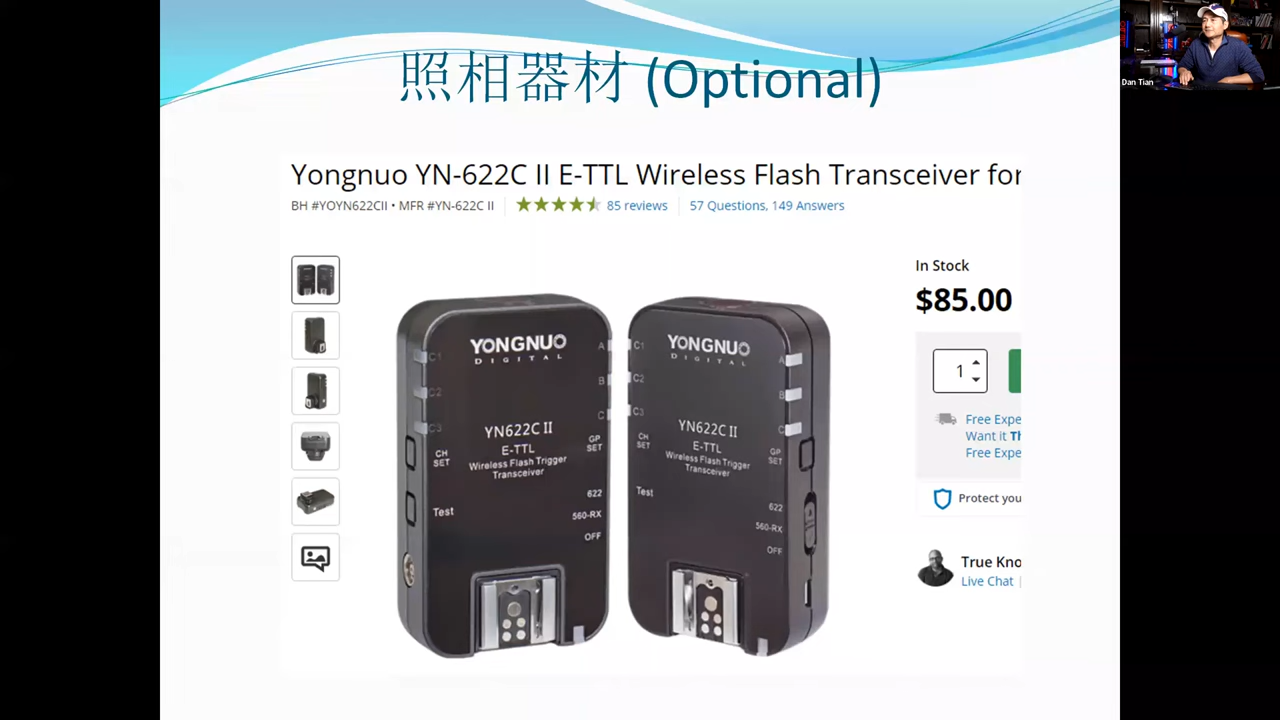 照相器材 (Optional)
Dan Tian
Yongnuo YN-622C II E-TTL Wireless Flash Transceiver for
BH #YOYN622CII • MFR #YN-622C II
85 reviews
57 Questions, 149 Answers
In Stock
$85.00
1
Free Expe
Want it Th
Free Expe
Protect you
True Kno
Live Chat |
YONGNUO
DIGITAL
A
B
C
C1
C2
C3
YN622C II
E-TTL
Wireless Flash Trigger
Transceiver
CH
SET
GP
SET
Test
622
560-RX
OFF
YONGNUO
DIGITAL
C1
C2
C3
A
B
C
YN622C II
E-TTL
Wireless Flash Trigger
Transceiver
CH
SET
GP
SET
Test
622
560-RX
OFF